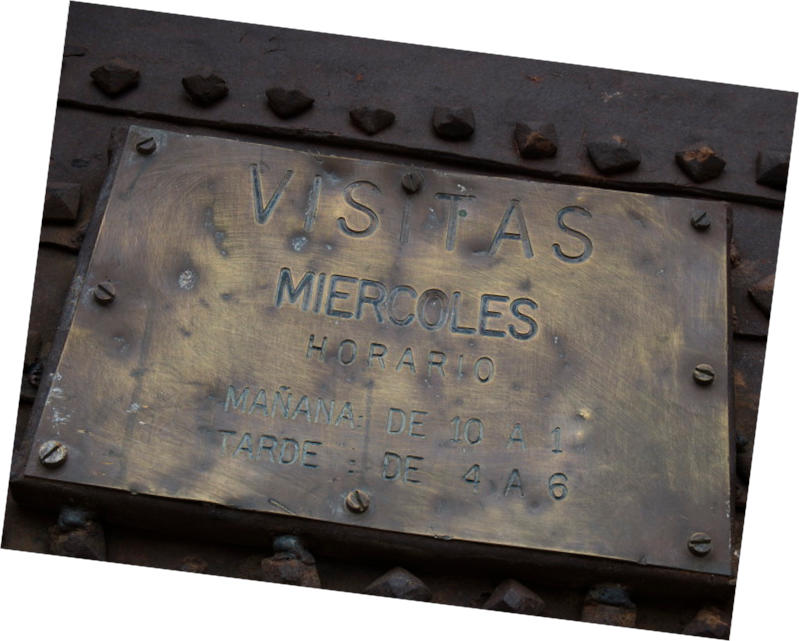 VISITAS
MIERCOLES
HORARIO
MAÑANA: DE 10 A 1
TARDE : DE 4 A 6